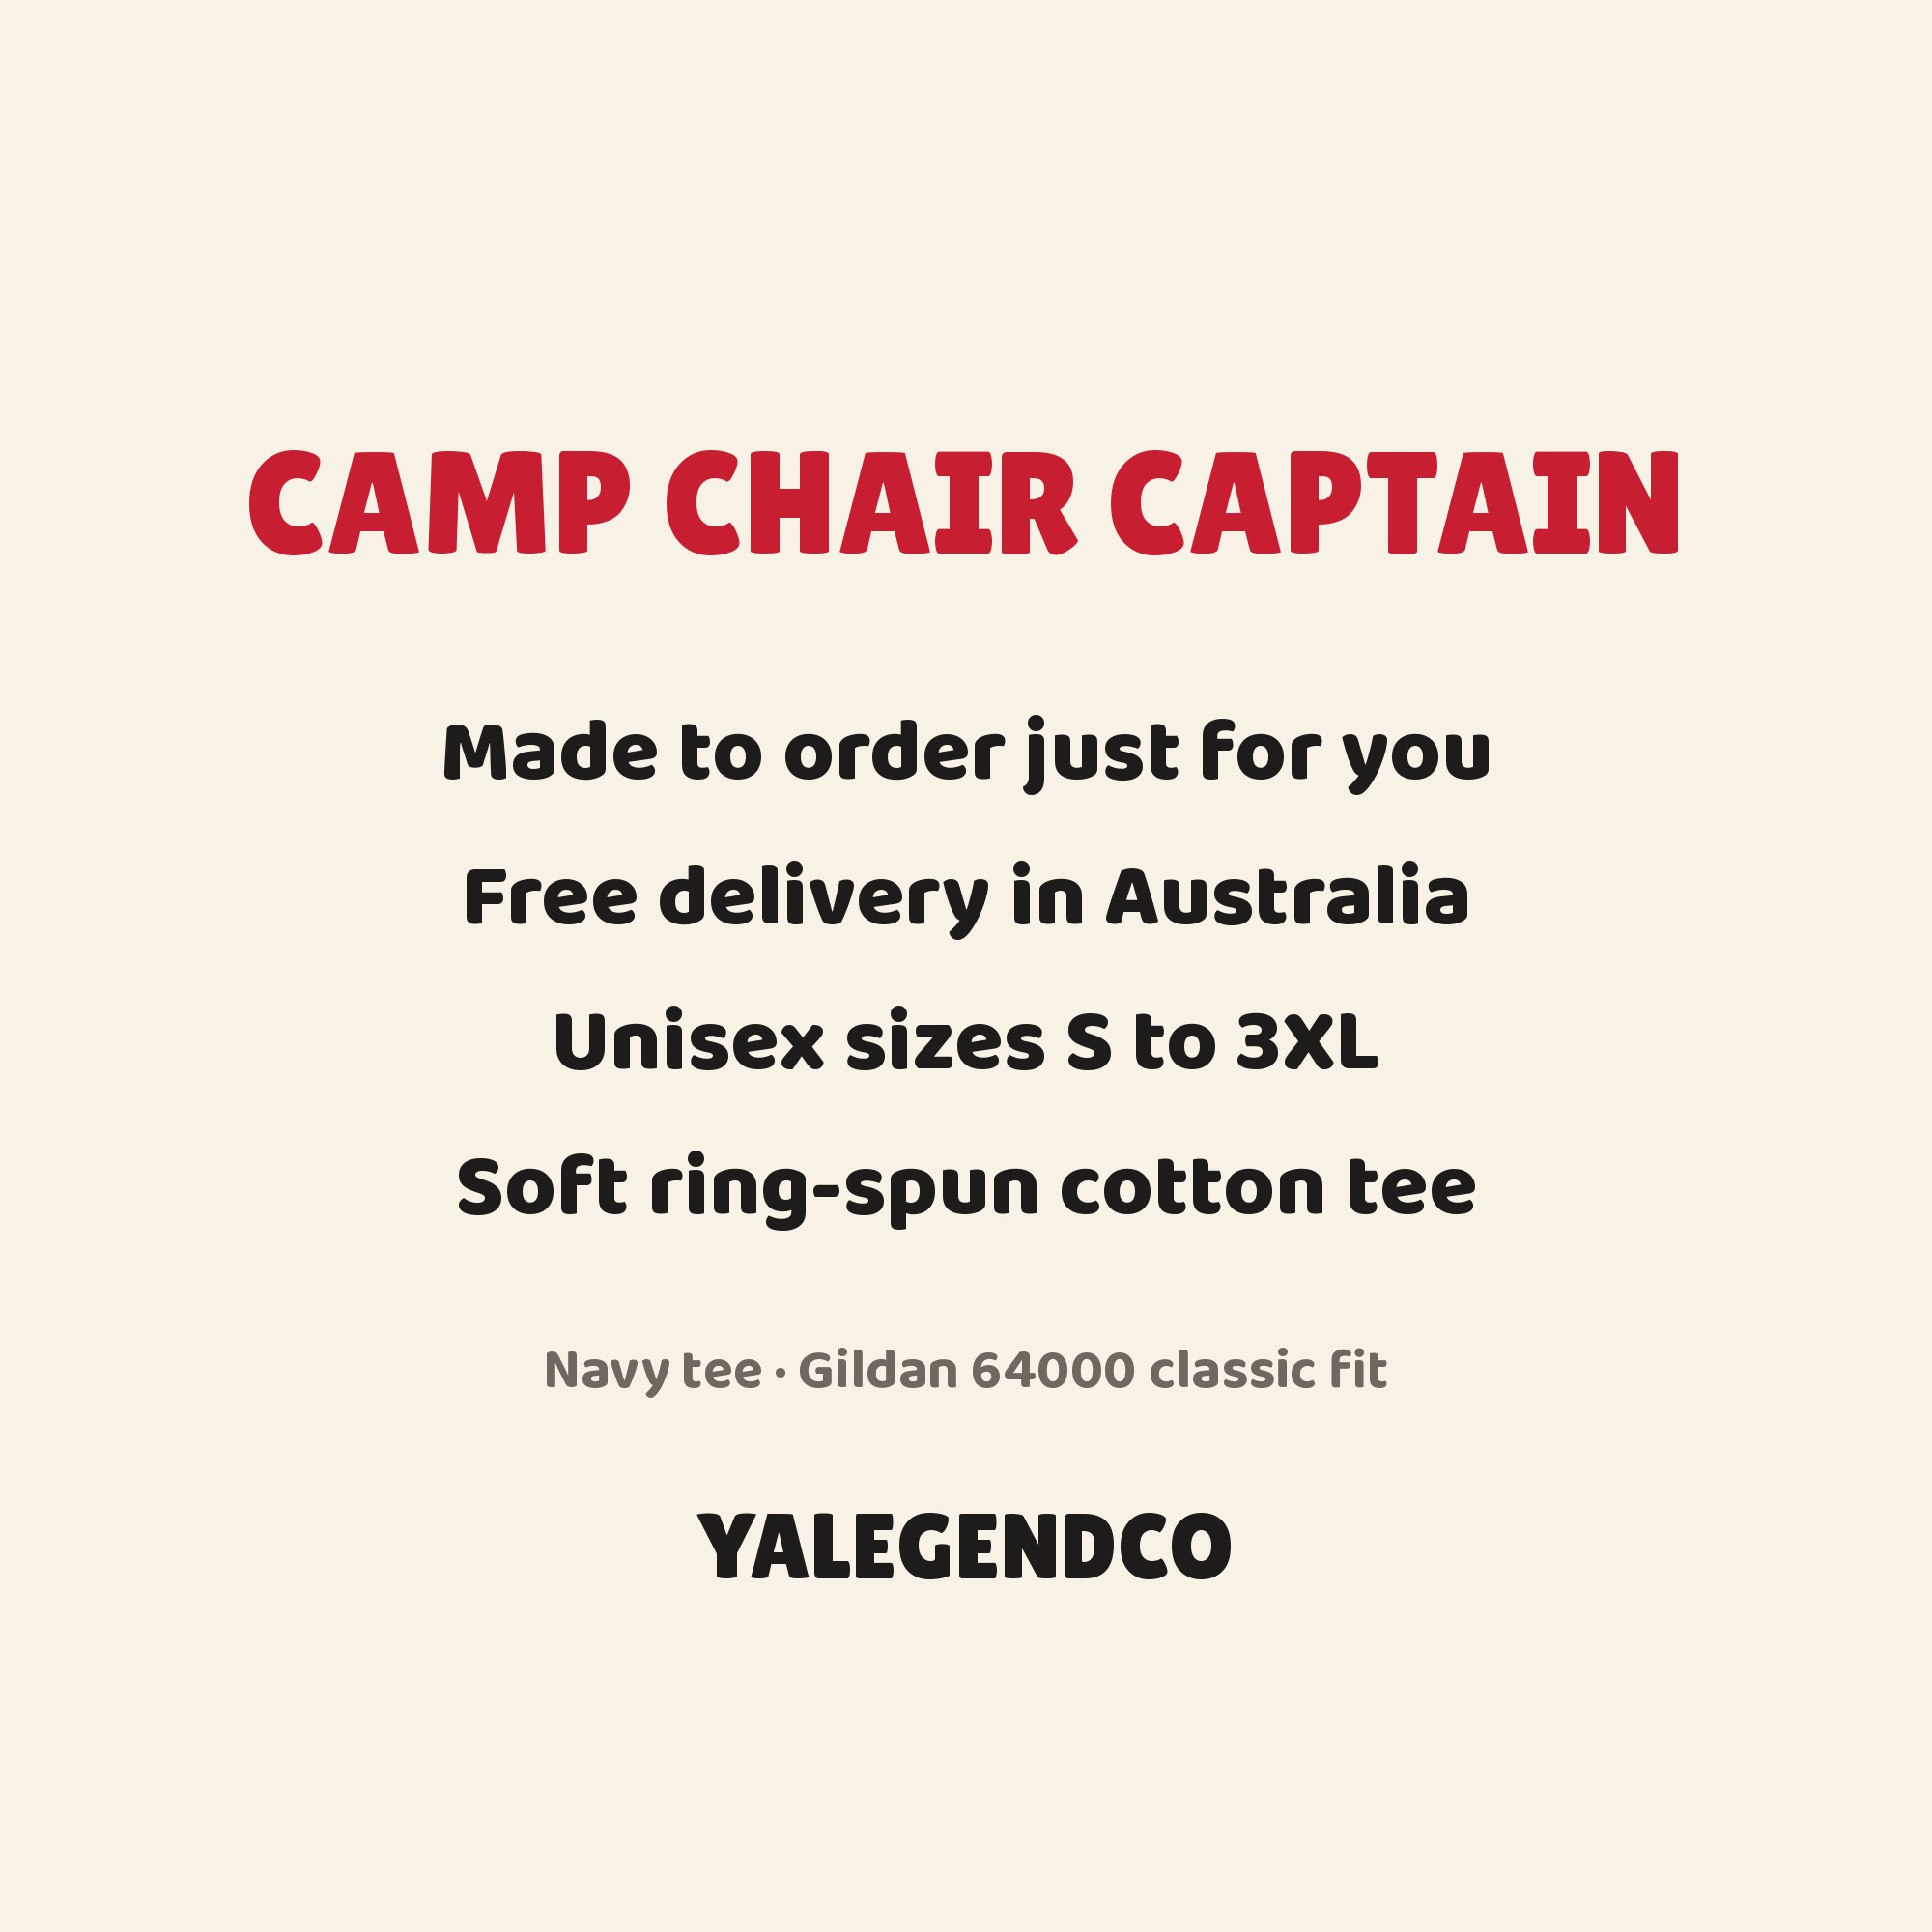 CAMP CHAIR CAPTAIN
Made to order just for you
Free delivery in Australia
Unisex sizes S to 3XL
Soft ring-spun cotton tee
Navy tee · Gildan 64000 classic fit
YALEGENDCO